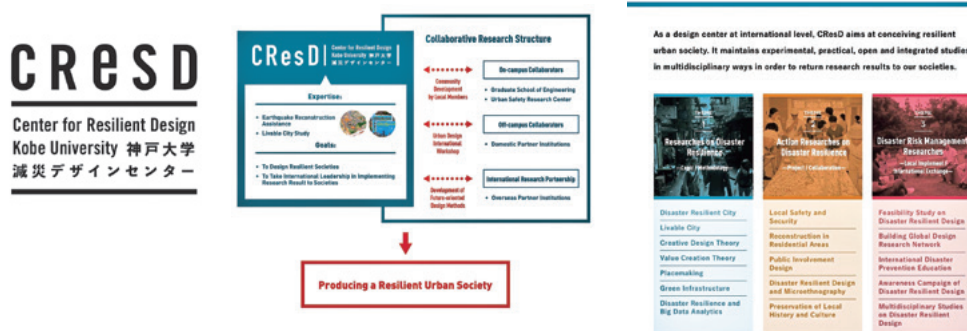 CResD
Center for Resilient Design
Kobe University 神戸大学
減災デザインセンター
CResD
Center for Resilient Design
Kobe University 神戸大学
減災デザインセンター
Expertise:
Earthquake Reconstruction
Assistance
Livable City Study
Goals:
To Design Resilient Societies
To Take International Leadership in Implementing
Research Result to Societies
Collaborative Research Structure
Community
Development
by Local Members
On-campus Collaborators
Graduate School of Engineering
Urban Safety Research Center
Urban Design
International
Workshop
Off-campus Collaborators
Domestic Partner Institutions
Development of
Future-oriented
Design Methods
International Research Partnership
Overseas Partner Institutions
Producing a Resilient Urban Society
As a design center at international level, CResD aims at conceiving resilient
urban society. It maintains experimental, practical, open and integrated studies
in multidisciplinary ways in order to return research results to our societies.
Researches on Disaster
Resilience
Disaster Resilient City
Livable City
Creative Design Theory
Value Creation Theory
Placemaking
Green Infrastructure
Disaster Resilience and
Big Data Analytics
Action Researches on
Disaster Resilience
Local Safety and
Security
Reconstruction in
Residential Areas
Public Involvement
Design
Disaster Resilient Design
and Microethnography
Preservation of Local
History and Culture
Disaster Risk Management
Researches
Feasibility Study on
Disaster Resilient Design
Building Global Design
Research Network
International Disaster
Prevention Education
Awareness Campaign of
Disaster Resilient Design
Multidisciplinary Studies
on Disaster Resilient
Design